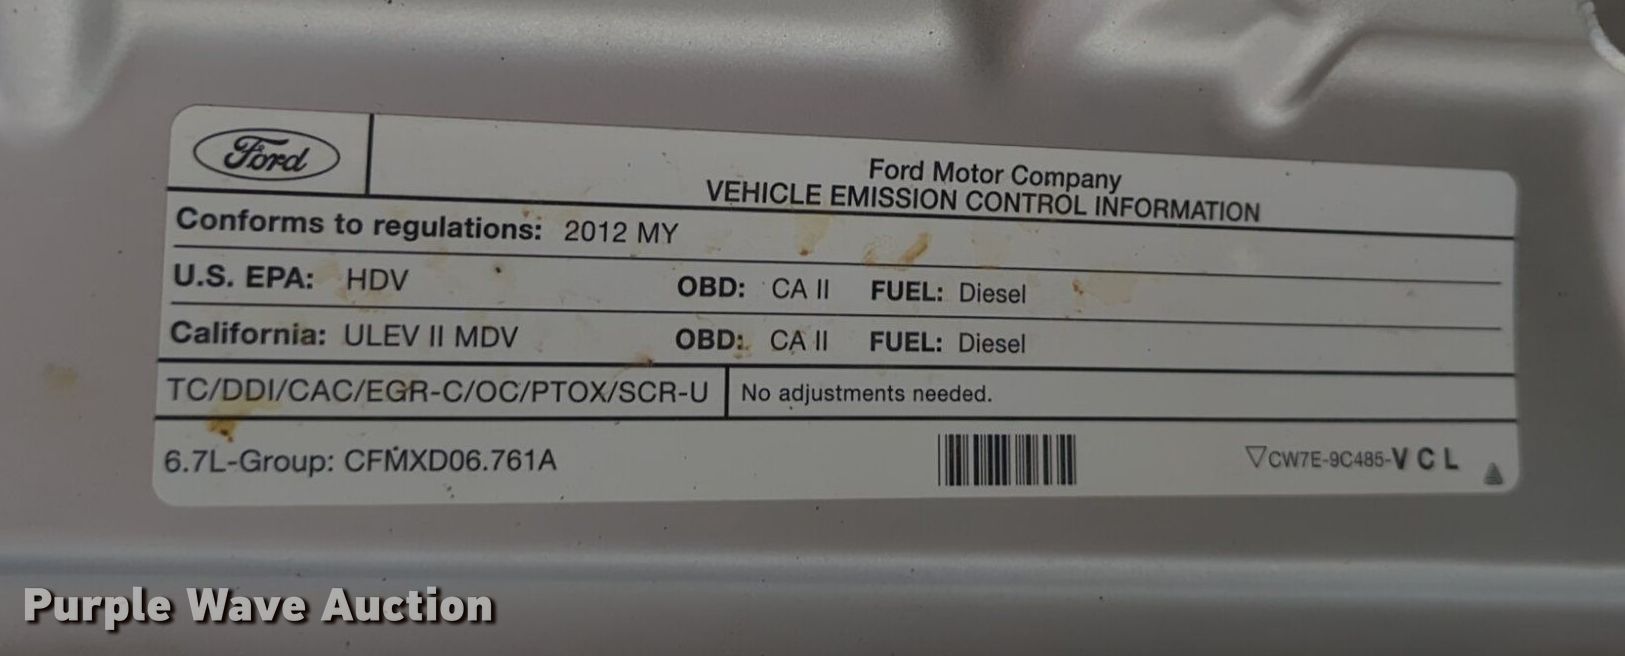 Ford
Ford Motor Company
VEHICLE EMISSION CONTROL INFORMATION
Conforms to regulations: 2012 MY
U.S. EPA: HDV OBD: CA II FUEL: Diesel
California: ULEV II MDV OBD: CA II FUEL: Diesel
TC/DDI/CAC/EGR-C/OC/PTOX/SCR-U No adjustments needed.
6.7L-Group: CFMXD06.761A ▽CW7E-9C485-V C L
Purple Wave Auction